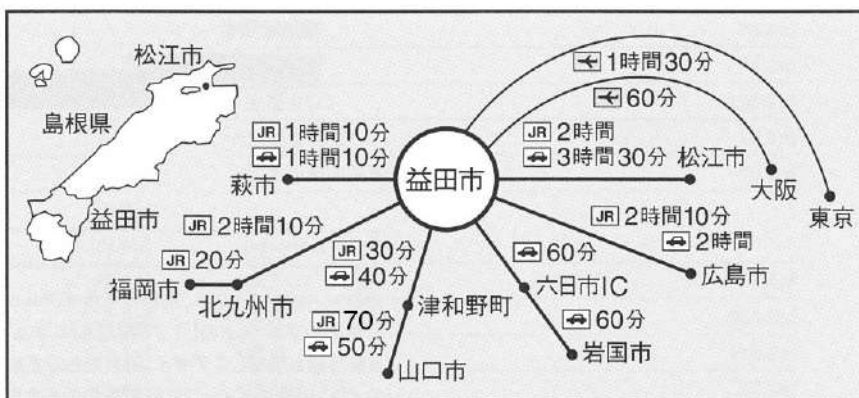 松江市
島根県
益田市
益田市
JR 1時間10分
1時間10分
萩市
JR 2時間10分
JR 20分
福岡市
北九州市
JR 30分
40分
津和野町
JR 70分
50分
山口市
60分
六日市IC
60分
岩国市
JR 2時間10分
2時間
広島市
JR 2時間
3時間30分
松江市
60分
大阪
1時間30分
東京